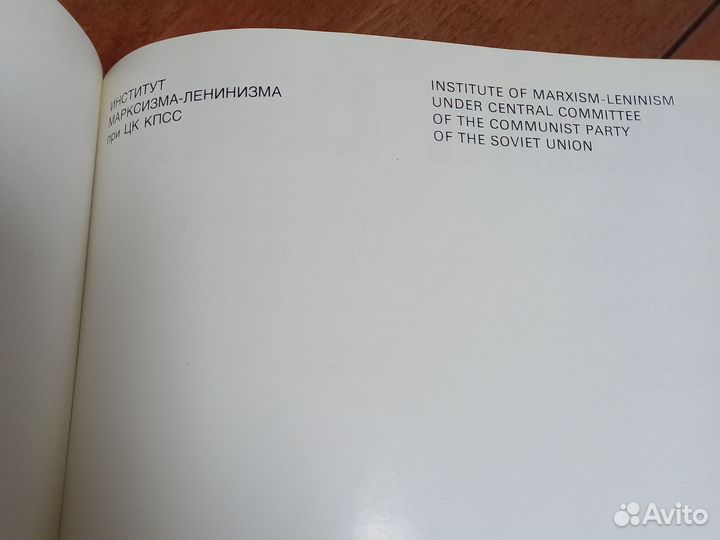 ИНСТИТУТ
МАРКСИЗМА-ЛЕНИНИЗМА
при ЦК КПСС
INSTITUTE OF MARXISM-LENINISM
UNDER CENTRAL COMMITTEE
OF THE COMMUNIST PARTY
OF THE SOVIET UNION
Avito